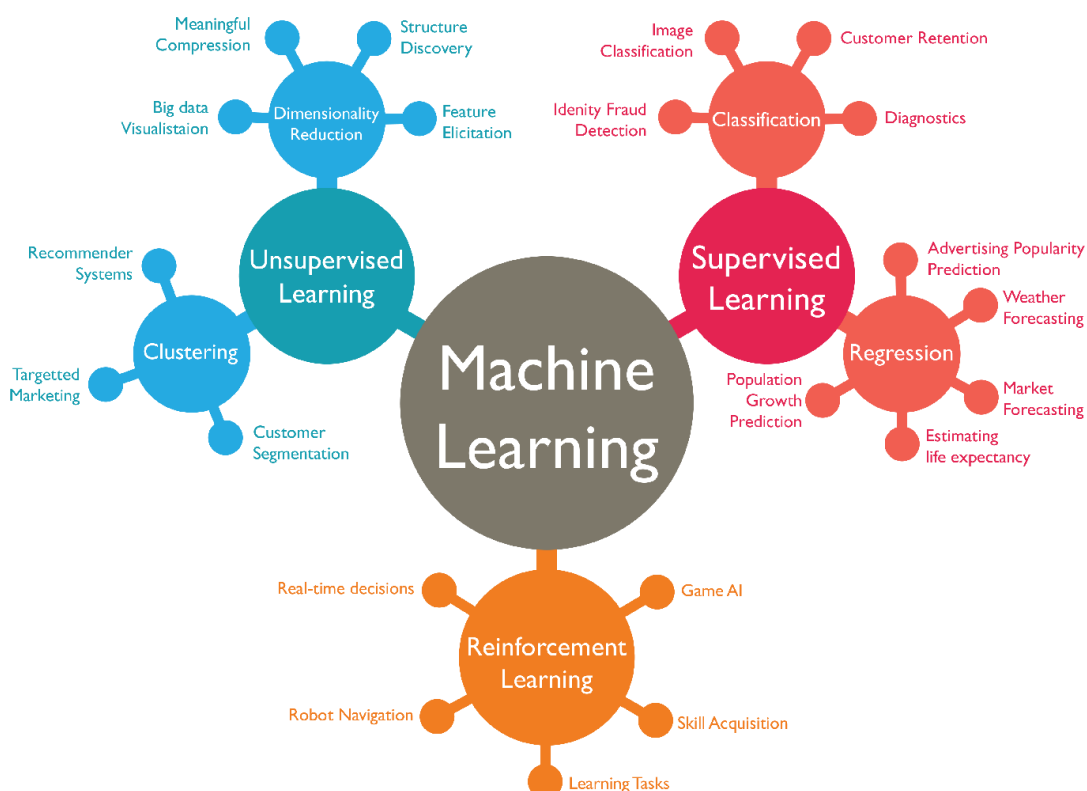 Meaningful
Compression
Structure
Discovery
Big data
Visualistaion
Dimensionality
Reduction
Feature
Elicitation
Image
Classification
Customer Retention
Idenity Fraud
Detection
Classification
Diagnostics
Recommender
Systems
Unsupervised
Learning
Clustering
Targetted
Marketing
Customer
Segmentation
Machine
Learning
Supervised
Learning
Advertising Popularity
Prediction
Weather
Forecasting
Regression
Population
Growth
Prediction
Market
Forecasting
Estimating
life expectancy
Real-time decisions
Game AI
Reinforcement
Learning
Robot Navigation
Skill Acquisition
Learning Tasks